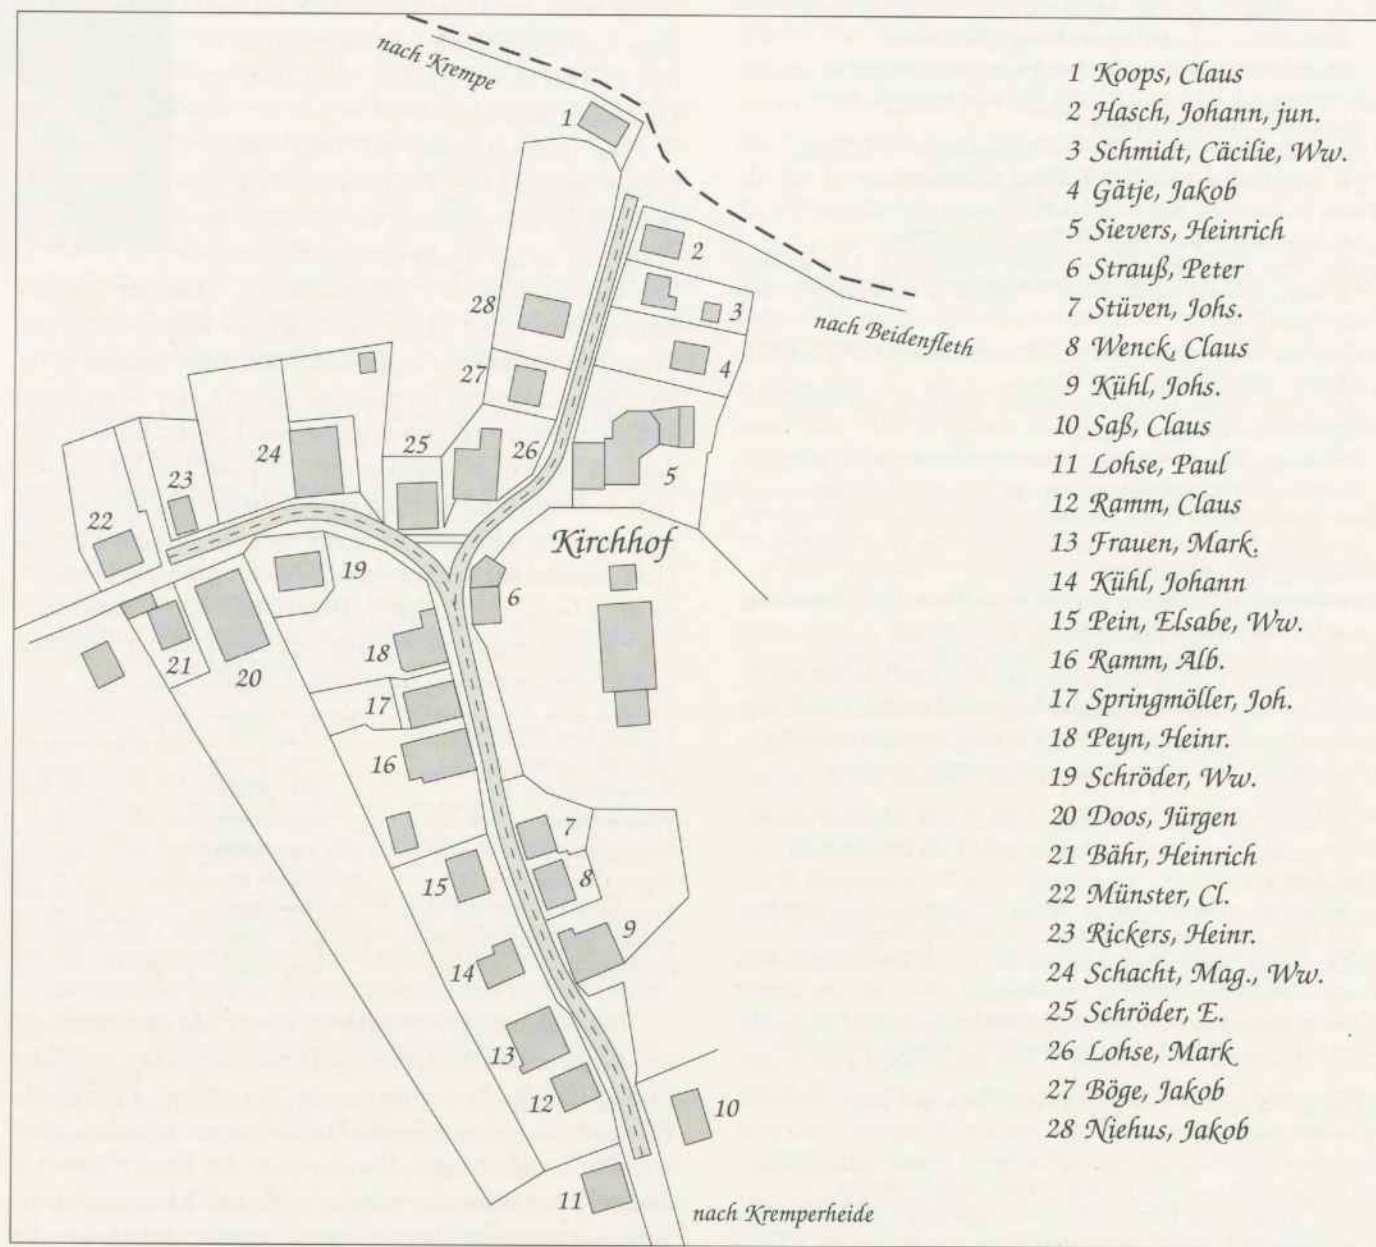 nach Krempe
1
2
28
3
nach Beidenfleth
4
27
24
25
26
5
23
22
Kirchhof
19
6
18
21
20
17
16
7
15
8
9
14
13
12
10
11
nach Kremperheide
1 Koops, Claus
2 Hasch, Johann, jun.
3 Schmidt, Cäcilie, Ww.
4 Gätje, Jakob
5 Sievers, Heinrich
6 Strauß, Peter
7 Stüven, Johs.
8 Wenck, Claus
9 Kühl, Johs.
10 Saß, Claus
11 Lohse, Paul
12 Ramm, Claus
13 Frauen, Mark.
14 Kühl, Johann
15 Pein, Elsabe, Ww.
16 Ramm, Alb.
17 Springmöller, Joh.
18 Peyn, Heinr.
19 Schröder, Ww.
20 Doos, Jürgen
21 Bähr, Heinrich
22 Münster, Cl.
23 Rickers, Heinr.
24 Schacht, Mag., Ww.
25 Schröder, E.
26 Lohse, Mark
27 Böge, Jakob
28 Niehus, Jakob